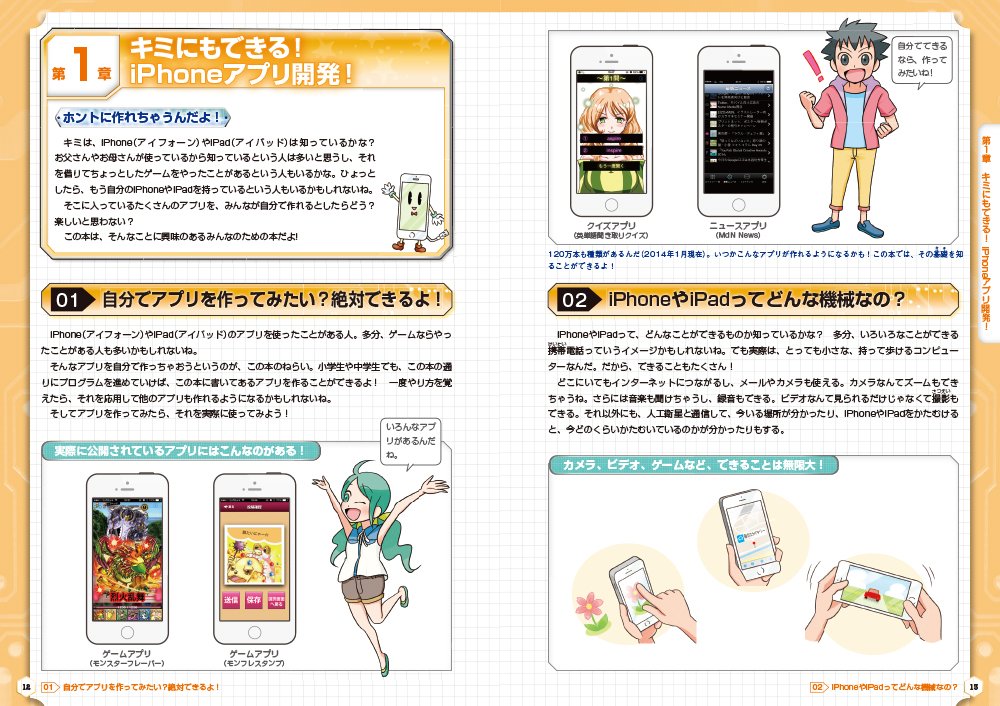 第1章
キミにもできる！
iPhoneアプリ開発！
ホントに作れちゃうんだよ！
キミは、iPhone(アイフォーン)やiPad(アイパッド)は知っているかな？
お父さんやお母さんが使っているから知っているという人は多いと思うし、それ
を借りてちょっとしたゲームをやったことがあるという人もいるかな。ひょっと
したら、もう自分のiPhoneやiPadを持っているという人もいるかもしれないね。
そこに入っているたくさんのアプリを、みんなが自分で作れるとしたらどう？
楽しいと思わない？
この本は、そんなことに興味のあるみんなのための本だよ！
01 自分でアプリを作ってみたい？絶対できるよ！
iPhone(アイフォーン)やiPad(アイパッド)のアプリを使ったことがある人。多分、ゲームならやっ
たことがある人も多いかもしれないね。
そんなアプリを自分で作っちゃおうというのが、この本のねらい。小学生や中学生でも、この本の通
りにプログラムを進めていけば、この本に書いてあるアプリを作ることができるよ！　一度やり方を覚
えたら、それを応用して他のアプリも作れるようになるかもしれないね。
そしてアプリを作ってみたら、それを実際に使ってみよう！
いろんなアプ
リがあるんだ
ね。
実際に公開されているアプリにはこんなのがある！
烈火乱舞
送信
保存
ゲームアプリ
(モンスターフレーバー)
ゲームアプリ
(モンフレスタンプ)
12
01 自分でアプリを作ってみたい？絶対できるよ！
自分でできる
なら、作って
みたいね！
～第1問～
1 aspire
2 inspire
もう一度聞く
クイズアプリ
(英単語聞き取りクイズ)
ニュースアプリ
(MdN News)
120万本も種類があるんだ(2014年1月現在)。いつかこんなアプリが作れるようになるかも！この本では、その基礎を知
ることができるよ！
02 iPhoneやiPadってどんな機械なの？
iPhoneやiPadって、どんなことができるものか知っているかな？　多分、いろいろなことができる
携帯電話っていうイメージかもしれないね。でも実際は、とっても小さな、持って歩けるコンピュー
ターなんだ。だから、できることもたくさん！
どこにいてもインターネットにつながるし、メールやカメラも使える。カメラなんてズームもでき
ちゃうね。さらには音楽も聞けちゃうし、録音もできる。ビデオなんて見られるだけじゃなくて撮影も
できる。それ以外にも、人工衛星と通信して、今いる場所が分かったり、iPhoneやiPadをかたむける
と、今どのくらいかたむいているのかが分かったりもする。
カメラ、ビデオ、ゲームなど、できることは無限大！
第1章 キミにもできる！ iPhoneアプリ開発！
02 iPhoneやiPadってどんな機械なの？
13